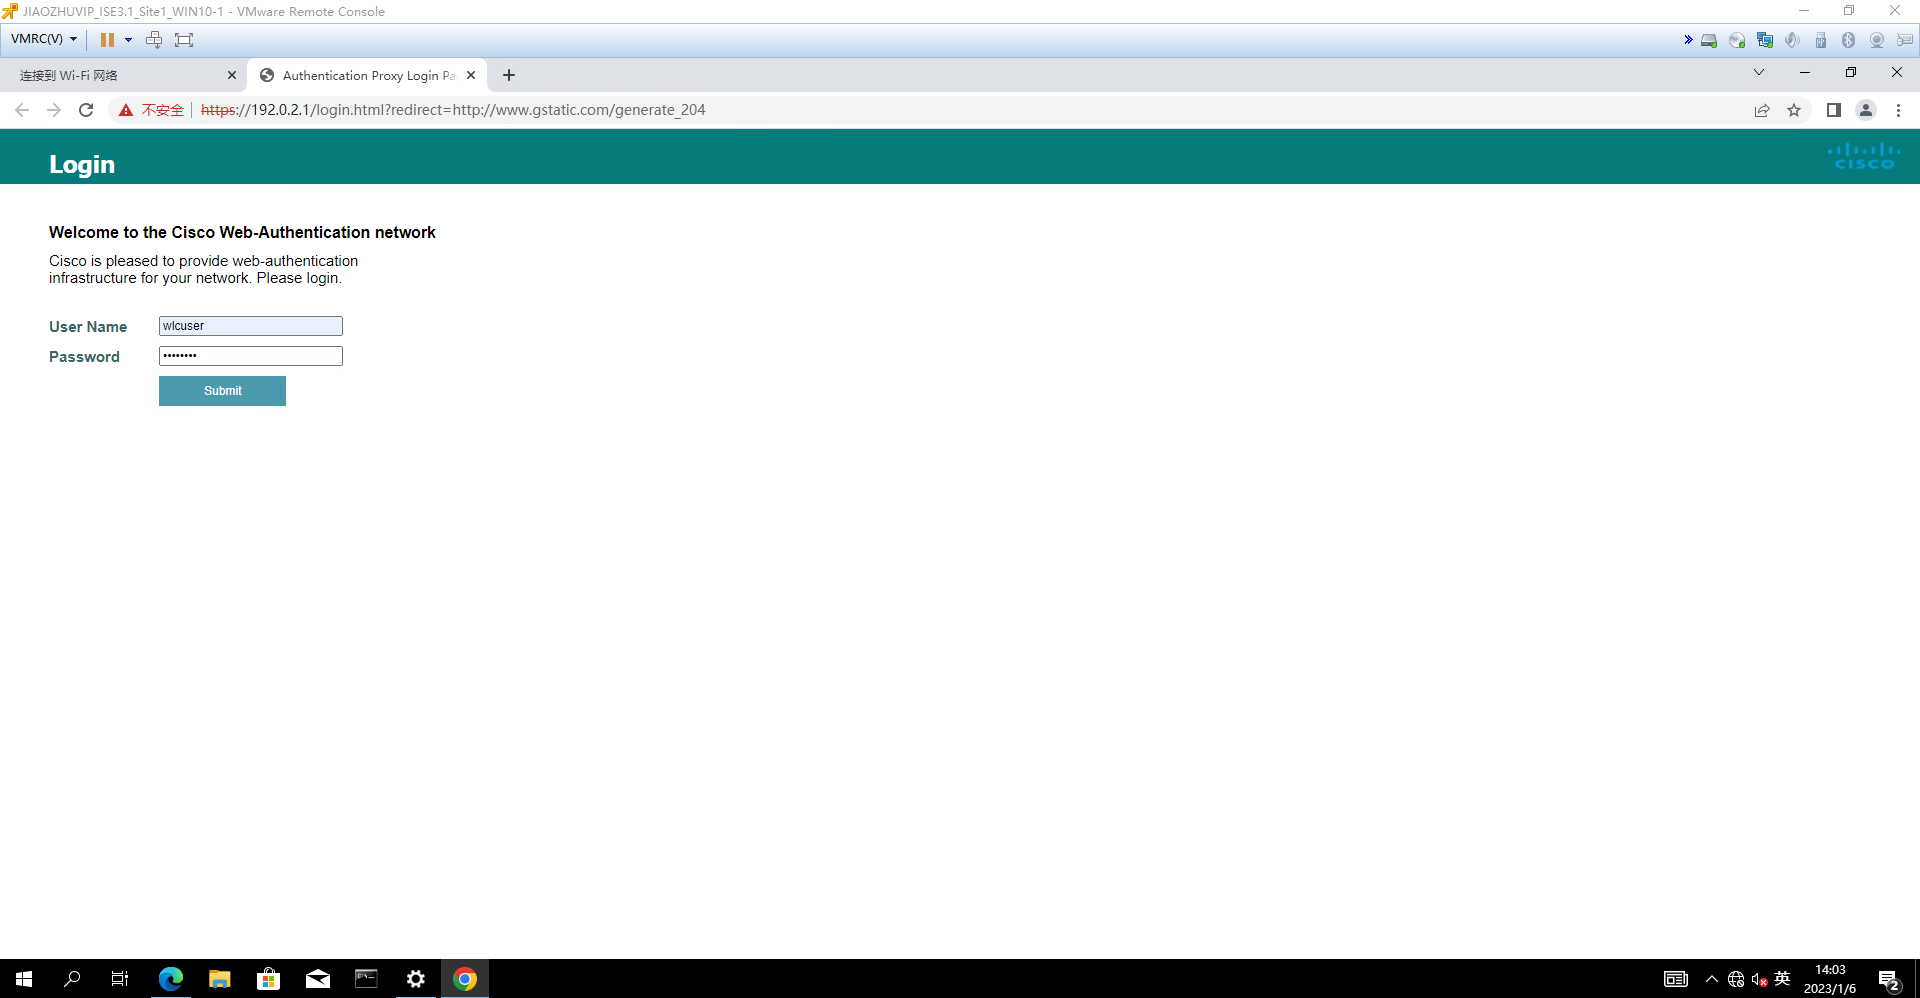 JIAOZHUVIP_ISE3.1_Site1_WIN10-1 - VMware Remote Console
VMRC(V)
连接到 Wi-Fi 网络
Authentication Proxy Login Pa
不安全
https://192.0.2.1/login.html?redirect=http://www.gstatic.com/generate_204
Login
CISCO
Welcome to the Cisco Web-Authentication network
Cisco is pleased to provide web-authentication
infrastructure for your network. Please login.
User Name
wlcuser
Password
••••••••
Submit
英
14:03
2023/1/6
2